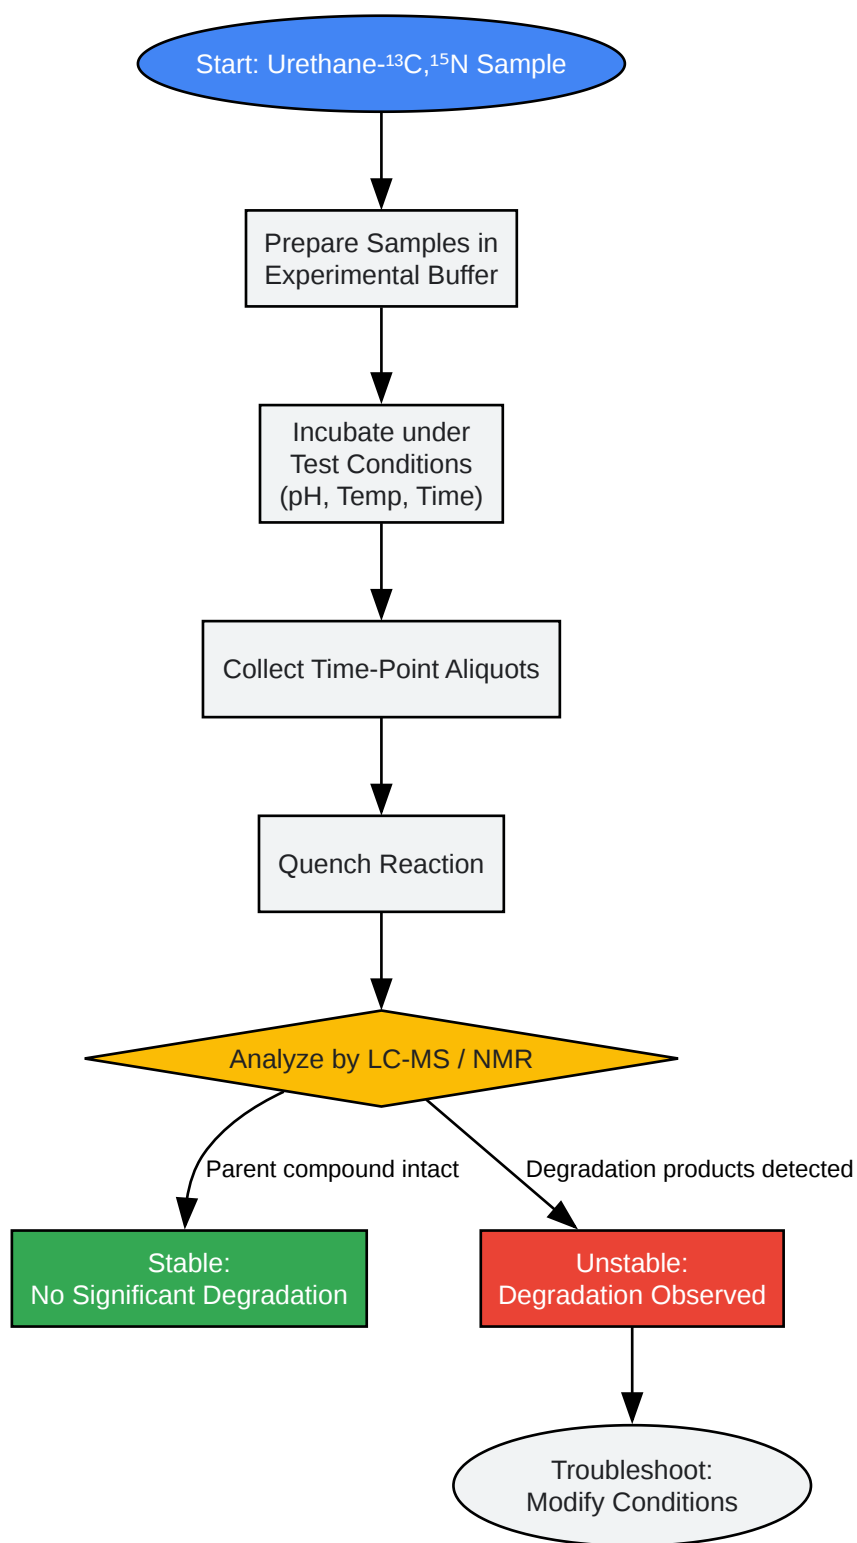 Start: Urethane-¹³C,¹⁵N Sample
Prepare Samples in
Experimental Buffer
Incubate under
Test Conditions
(pH, Temp, Time)
Collect Time-Point Aliquots
Quench Reaction
Analyze by LC-MS / NMR
Parent compound intact
Degradation products detected
Stable:
No Significant Degradation
Unstable:
Degradation Observed
Troubleshoot:
Modify Conditions